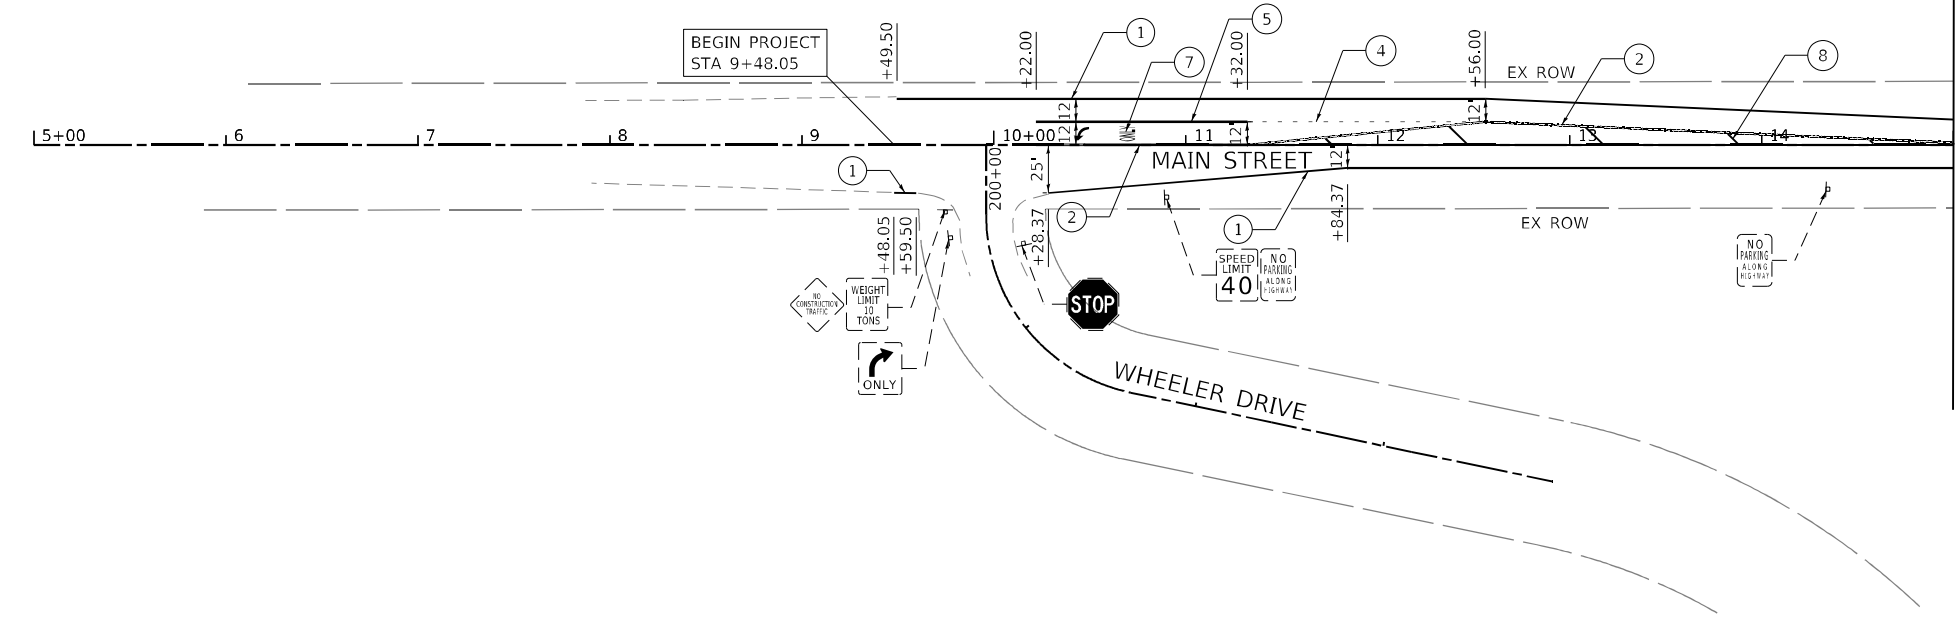 BEGIN PROJECT
STA 9+48.05
+49.50
+22.00
+32.00
+56.00
1
5
7
4
2
8
EX ROW
12
12
12'
12'
5+00
6
7
8
9
10+00
11
12
13
14
MAIN STREET
200+00
25'
12'
1
2
1
+48.05
+59.50
+28.37
+84.37
EX ROW
NO
CONSTRUCTION
TRAFFIC
WEIGHT
LIMIT
10
TONS
ONLY
STOP
SPEED
LIMIT
40
NO
PARKING
ALONG
HIGHWAY
NO
PARKING
ALONG
HIGHWAY
WHEELER DRIVE